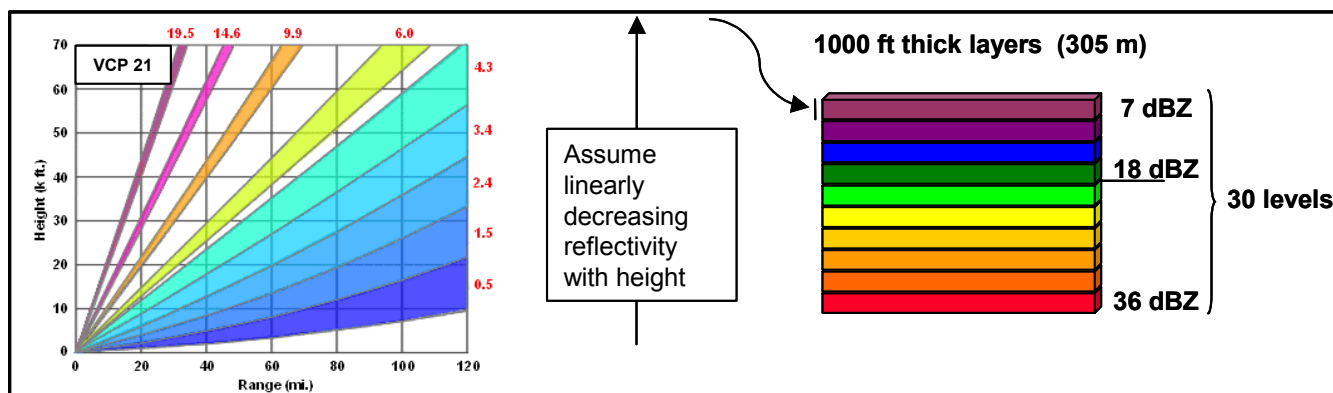 19.5 14.6 9.9 6.0
VCP 21
70
60
50
40
30
20
10
0
Height (k ft.)
4.3
3.4
2.4
1.5
0.5
0 20 40 60 80 100 120
Range (mi.)
Assume
linearly
decreasing
reflectivity
with height
1000 ft thick layers (305 m)
7 dBZ
18 dBZ
36 dBZ
30 levels